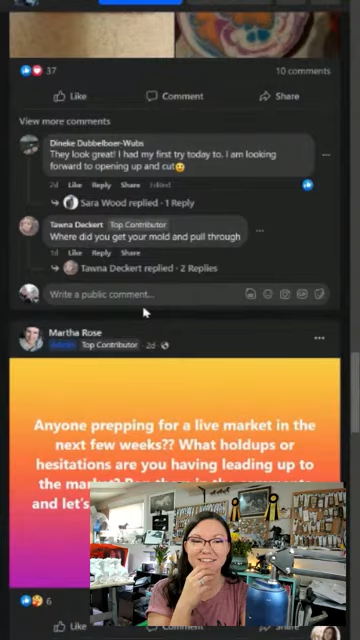 37
10 comments
Like Comment Share
View more comments
Dineke Dubbelboer-Wubs
They look great! I had my first try today to. I am looking
forward to opening up and cut
2d Like Reply Share Edited
Sara Wood replied · 1 Reply
Tawna Deckert Top Contributor
Where did you get your mold and pull through
1d Like Reply Share
Tawna Deckert replied · 2 Replies
Write a public comment...
Martha Rose
Admin Top Contributor · 2d ·
Anyone prepping for a live market in the
next few weeks?? What holdups or
hesitations are you having leading up to
the market?
and let's
6
Like